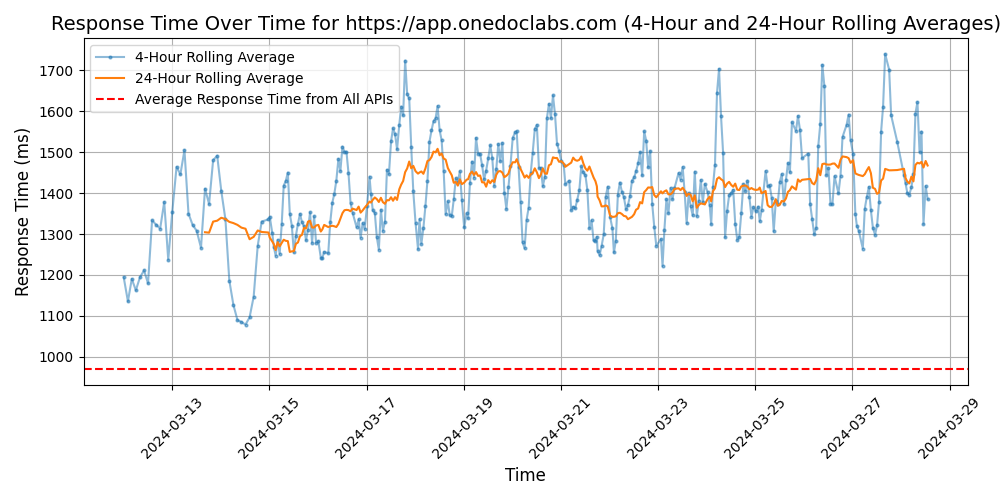 Response Time Over Time for https://app.onedoclabs.com (4-Hour and 24-Hour Rolling Averages)
4-Hour Rolling Average
24-Hour Rolling Average
Average Response Time from All APIs
Response Time (ms)
1700
1600
1500
1400
1300
1200
1100
1000
2024-03-13
2024-03-15
2024-03-17
2024-03-19
2024-03-21
2024-03-23
2024-03-25
2024-03-27
2024-03-29
Time